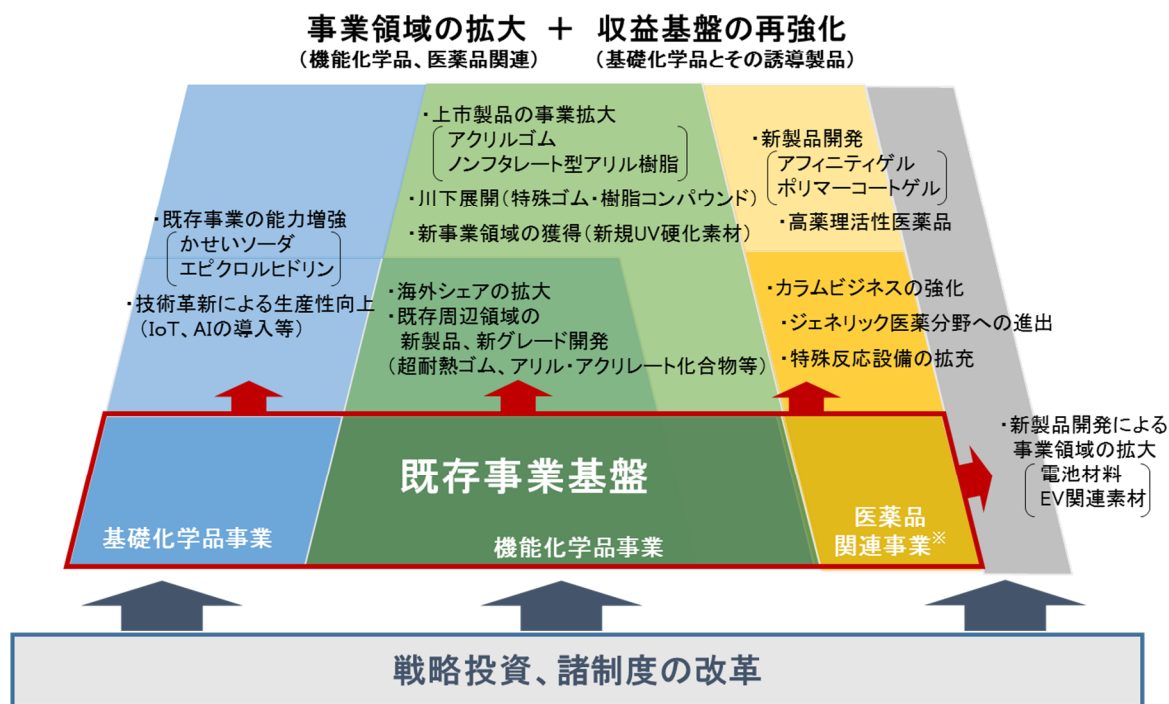 事業領域の拡大 ＋ 収益基盤の再強化
（機能化学品、医薬品関連） （基礎化学品とその誘導製品）
・既存事業の能力増強
かせいソーダ
エピクロルヒドリン
・技術革新による生産性向上
（IoT、AIの導入等）
・上市製品の事業拡大
アクリルゴム
ノンフタレート型アリル樹脂
・川下展開（特殊ゴム・樹脂コンパウンド）
・新事業領域の獲得（新規UV硬化素材）
・海外シェアの拡大
・既存周辺領域の
新製品、新グレード開発
（超耐熱ゴム、アリル・アクリレート化合物等）
・新製品開発
アフィニティゲル
ポリマーコートゲル
・高薬理活性医薬品
・カラムビジネスの強化
・ジェネリック医薬分野への進出
・特殊反応設備の拡充
・新製品開発による
事業領域の拡大
電池材料
EV関連素材
既存事業基盤
基礎化学品事業
機能化学品事業
医薬品
関連事業※
戦略投資、諸制度の改革